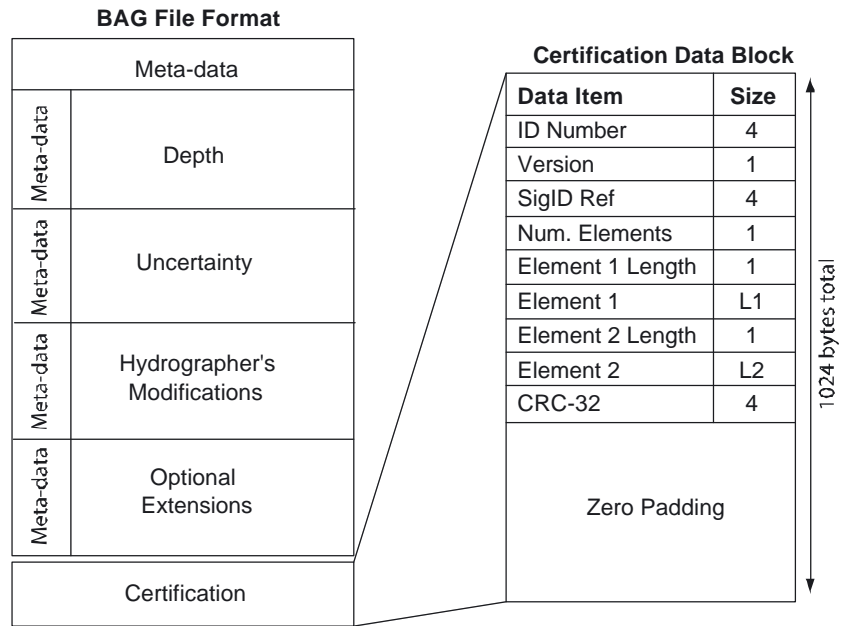 BAG File Format
Meta-data
Meta-data
Depth
Meta-data
Uncertainty
Meta-data
Hydrographer's
Modifications
Meta-data
Optional
Extensions
Certification
Certification Data Block
Data Item Size
ID Number 4
Version 1
SigID Ref 4
Num. Elements 1
Element 1 Length 1
Element 1 L1
Element 2 Length 1
Element 2 L2
CRC-32 4
Zero Padding
1024 bytes total